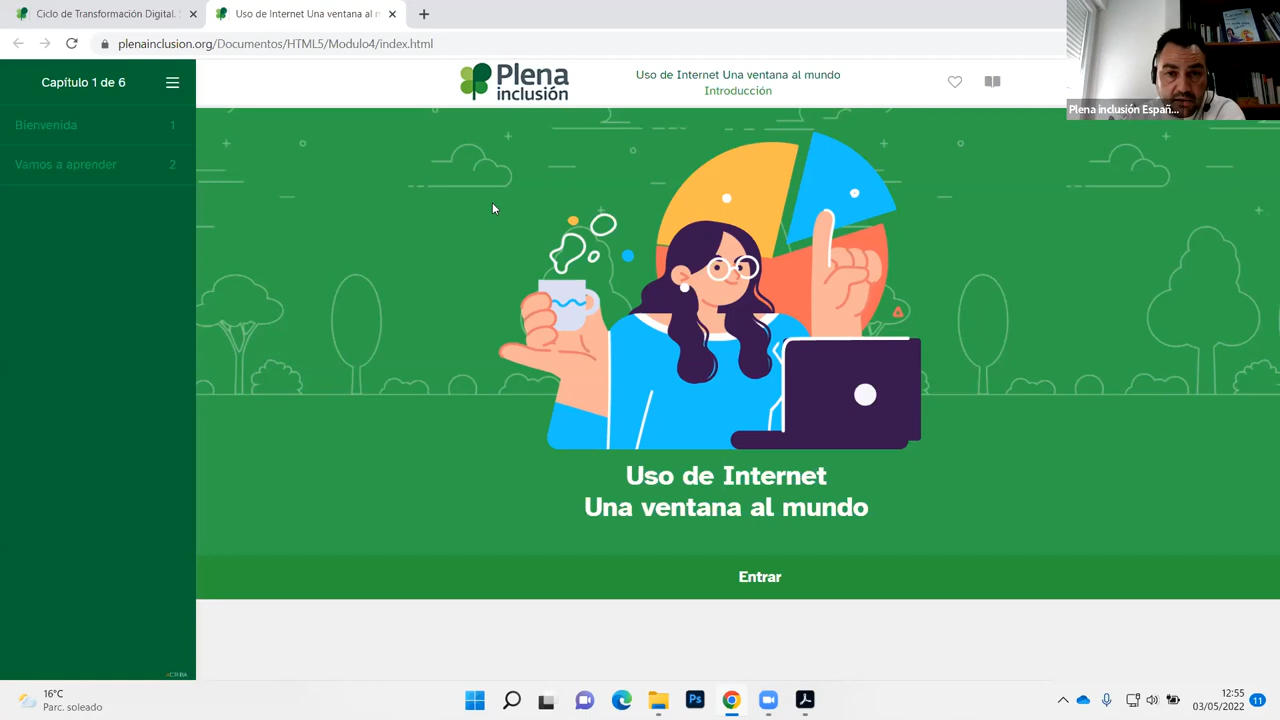 Ciclo de Transformación Digital.
Uso de Internet Una ventana al n
plenainclusion.org/Documentos/HTML5/Modulo4/index.html
Capítulo 1 de 6
Bienvenida 1
Vamos a aprender 2
Plena
inclusión
Uso de Internet Una ventana al mundo
Introducción
Plena inclusión Españ...
Uso de Internet
Una ventana al mundo
Entrar
16°C
Parc. soleado
Ps
12:55
03/05/2022
11